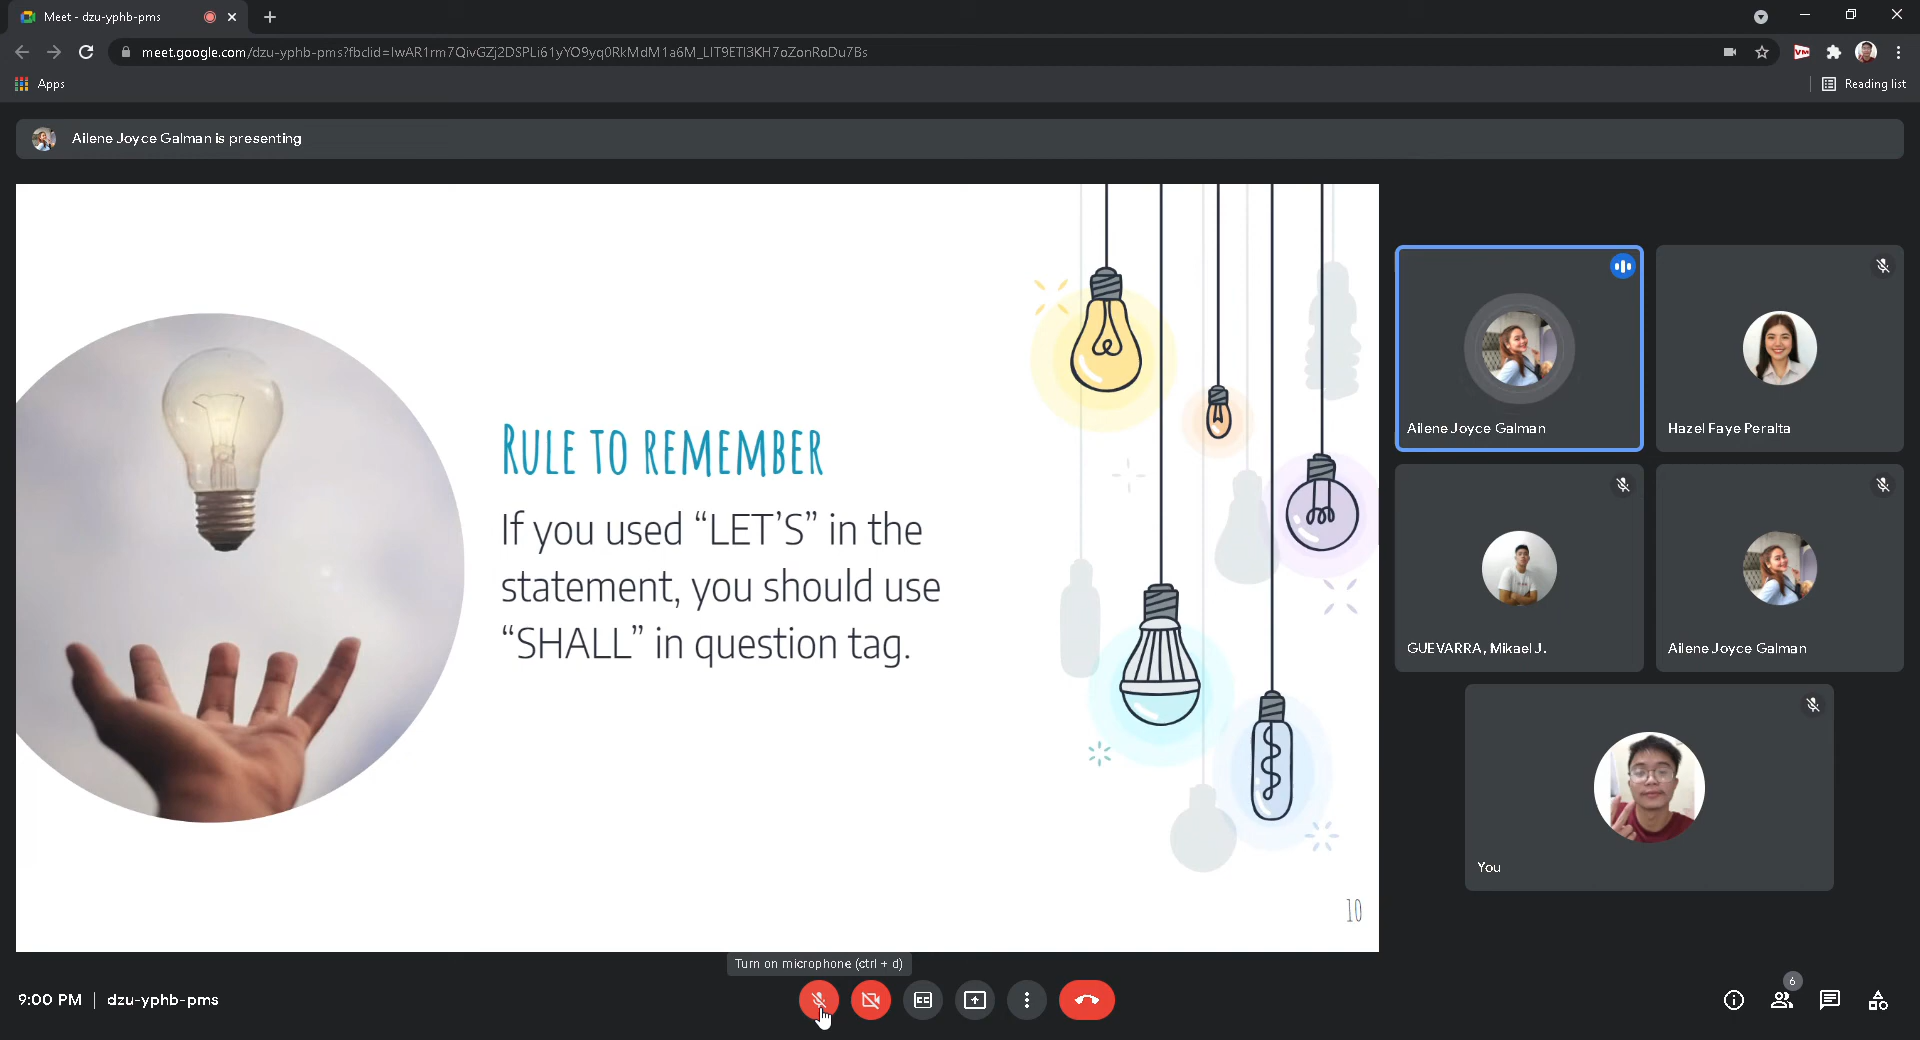 Meet - dzu-yphb-pms
meet.google.com/dzu-yphb-pms?fbclid=IwAR1rm7QivGZj2DSPLi61yYO9yq0RkMdM1a6M_LIT9ETl3KH7oZonRoDu7Bs
VM
Apps
Reading list
Ailene Joyce Galman is presenting
RULE TO REMEMBER
If you used “LET’S” in the
statement, you should use
“SHALL” in question tag.
10
Ailene Joyce Galman
Hazel Faye Peralta
GUEVARRA, Mikael J.
Ailene Joyce Galman
You
Turn on microphone (ctrl + d)
9:00 PM | dzu-yphb-pms
6